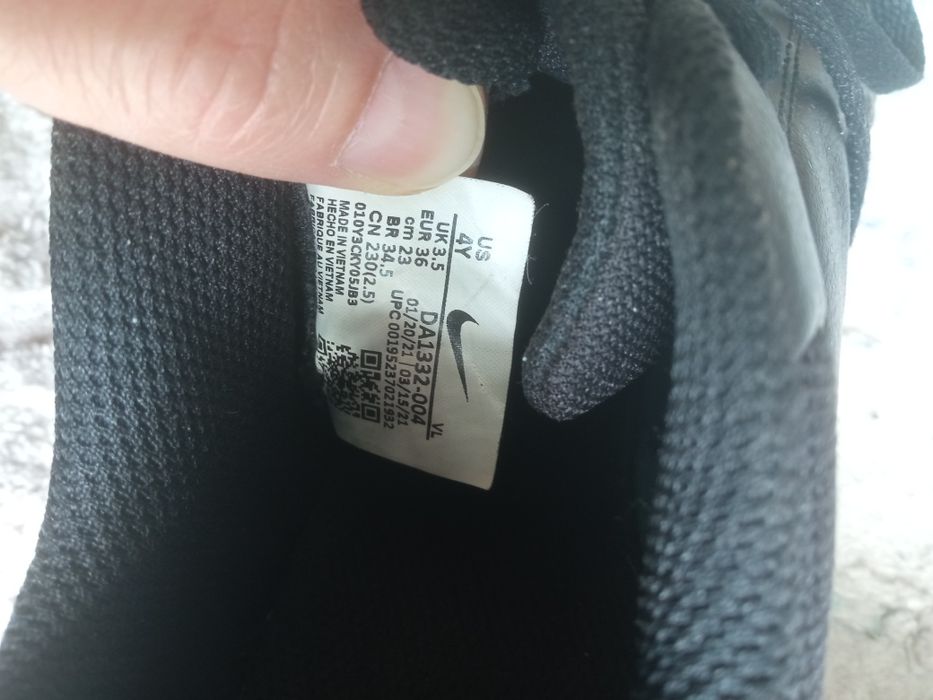 US
4Y
UK 3.5
EUR 36
cm 23
BR 34.5
CN 230(2.5)
010Y3CKY05JB3
MADE IN VIETNAM
HECHO EN VIETNAM
FABRIQUE AU VIETNAM
VL
DA1332-004
01/20/21 | 03/15/21
UPC 00195237021932